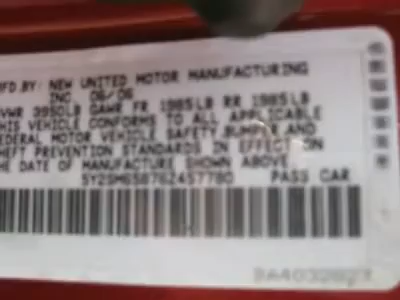 MFD.BY: NEW UNITED MOTOR MANUFACTURING
INC. 06/06
GVWR 3950LB GAWR FR 1985LB RR 1985LB
THIS VEHICLE CONFORMS TO ALL
FEDERAL MOTOR VEHICLE SAFETY, BUMPER, AND
THEFT PREVENTION STANDARDS IN EFFECT ON
THE DATE OF MANUFACTURE SHOWN ABOVE.
PASS CAR